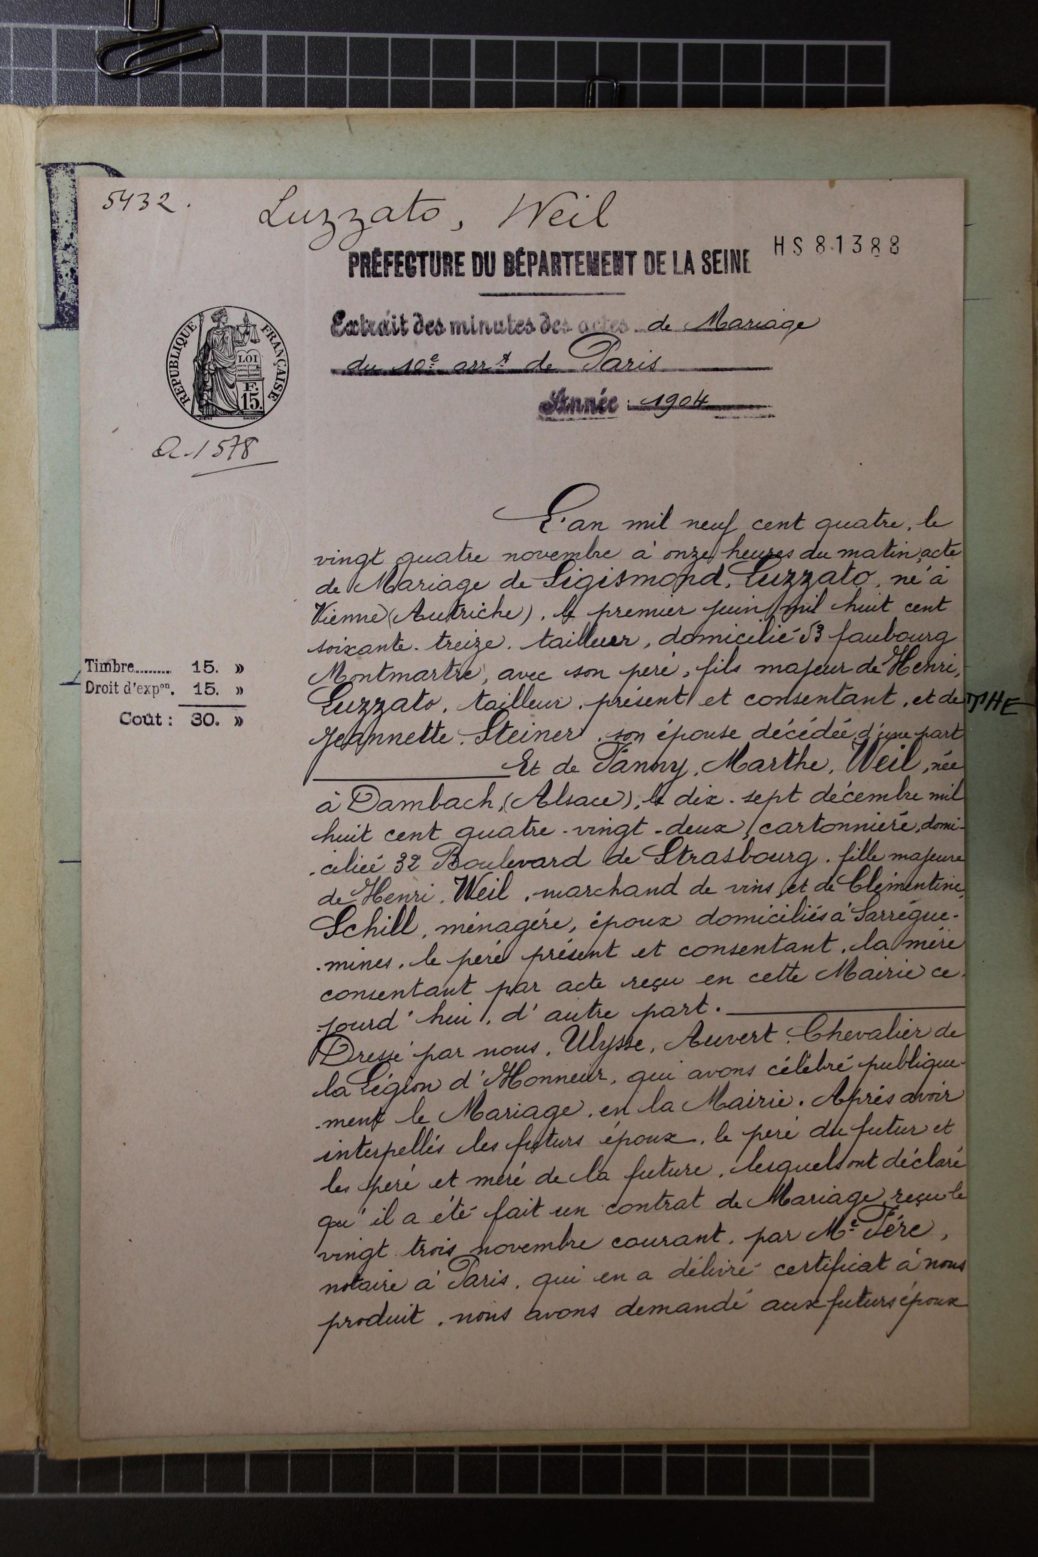 5432.
Luzzato, Weil
HS81388
PRÉFECTURE DU DÉPARTEMENT DE LA SEINE
Extrait des minutes des actes de Mariage
du 10e arrt de Paris
Année : 1904
RÉPUBLIQUE FRANÇAISE
LOI
F. 15
A. 1578
L'an mil neuf cent quatre, le
vingt quatre novembre à onze heures du matin, acte
de Mariage de Sigismond, Luzzato, né à
Vienne (Autriche), le premier juin, mil huit cent
soixante-treize, tailleur, domicilié 53 faubourg
Montmartre, avec son père, fils majeur de Henri,
Luzzato, tailleur, présent et consentant, et de
Jeannette, Steiner, son épouse décédée, d'une part
Et de Fanny, Marthe, Weil, née
à Dambach, (Alsace), le dix-sept décembre mil
huit cent quatre-vingt-deux, cartonnière, domi-
ciliée 32 Boulevard de Strasbourg, fille majeure
de Henri, Weil, marchand de vins, et de Clémentine,
Schill, ménagère, époux domiciliés à Sarregue-
mines, le père présent et consentant, la mère
consentant par acte reçu en cette Mairie ce
jourd'hui, d'autre part.
Dressé par nous, Ulysse, Auvert, Chevalier de
la Légion d'Honneur, qui avons célébré publique-
ment le Mariage, en la Mairie. Après avoir
interpellés les futurs époux, le père du futur et
les père et mère de la future, lesquels ont déclaré
qu'il a été fait un contrat de Mariage, reçu le
vingt trois novembre courant, par Me Fère,
notaire à Paris, qui en a délivré certificat à nous
produit, nous avons demandé aux futurs époux
Timbre......... 15. »
Droit d'expon. 15. »
Coût : 30. »
THE